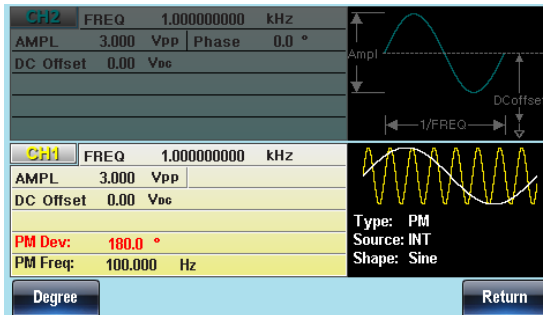 CH2 FREQ 1.000000000 kHz
AMPL 3.000 Vpp Phase 0.0 °
DC Offset 0.00 VDC
Ampl
DCoffset
1/FREQ
CH1 FREQ 1.000000000 kHz
AMPL 3.000 Vpp
DC Offset 0.00 VDC
PM Dev: 180.0 °
PM Freq: 100.000 Hz
Type: PM
Source: INT
Shape: Sine
Degree Return